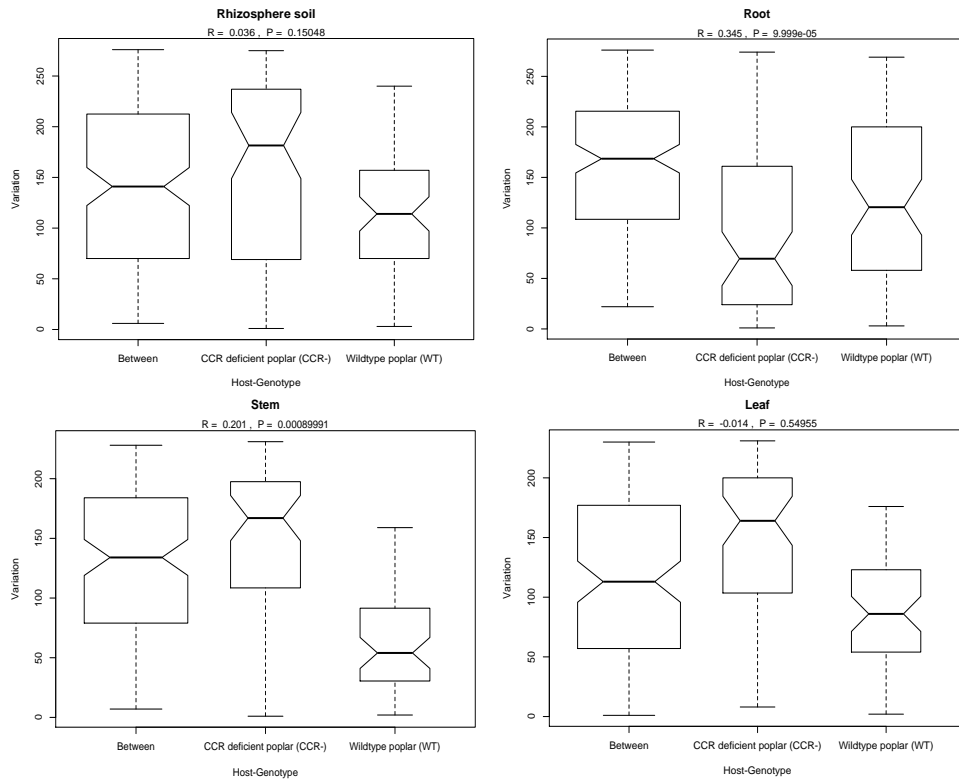 Rhizosphere soil
R = 0.036 , P = 0.15048
Variation
250
200
150
100
50
0
Between
CCR deficient poplar (CCR-)
Wildtype poplar (WT)
Host-Genotype
Root
R = 0.345 , P = 9.999e-05
Variation
250
200
150
100
50
0
Between
CCR deficient poplar (CCR-)
Wildtype poplar (WT)
Host-Genotype
Stem
R = 0.201 , P = 0.00089991
Variation
200
150
100
50
0
Between
CCR deficient poplar (CCR-)
Wildtype poplar (WT)
Host-Genotype
Leaf
R = -0.014 , P = 0.54955
Variation
200
150
100
50
0
Between
CCR deficient poplar (CCR-)
Wildtype poplar (WT)
Host-Genotype